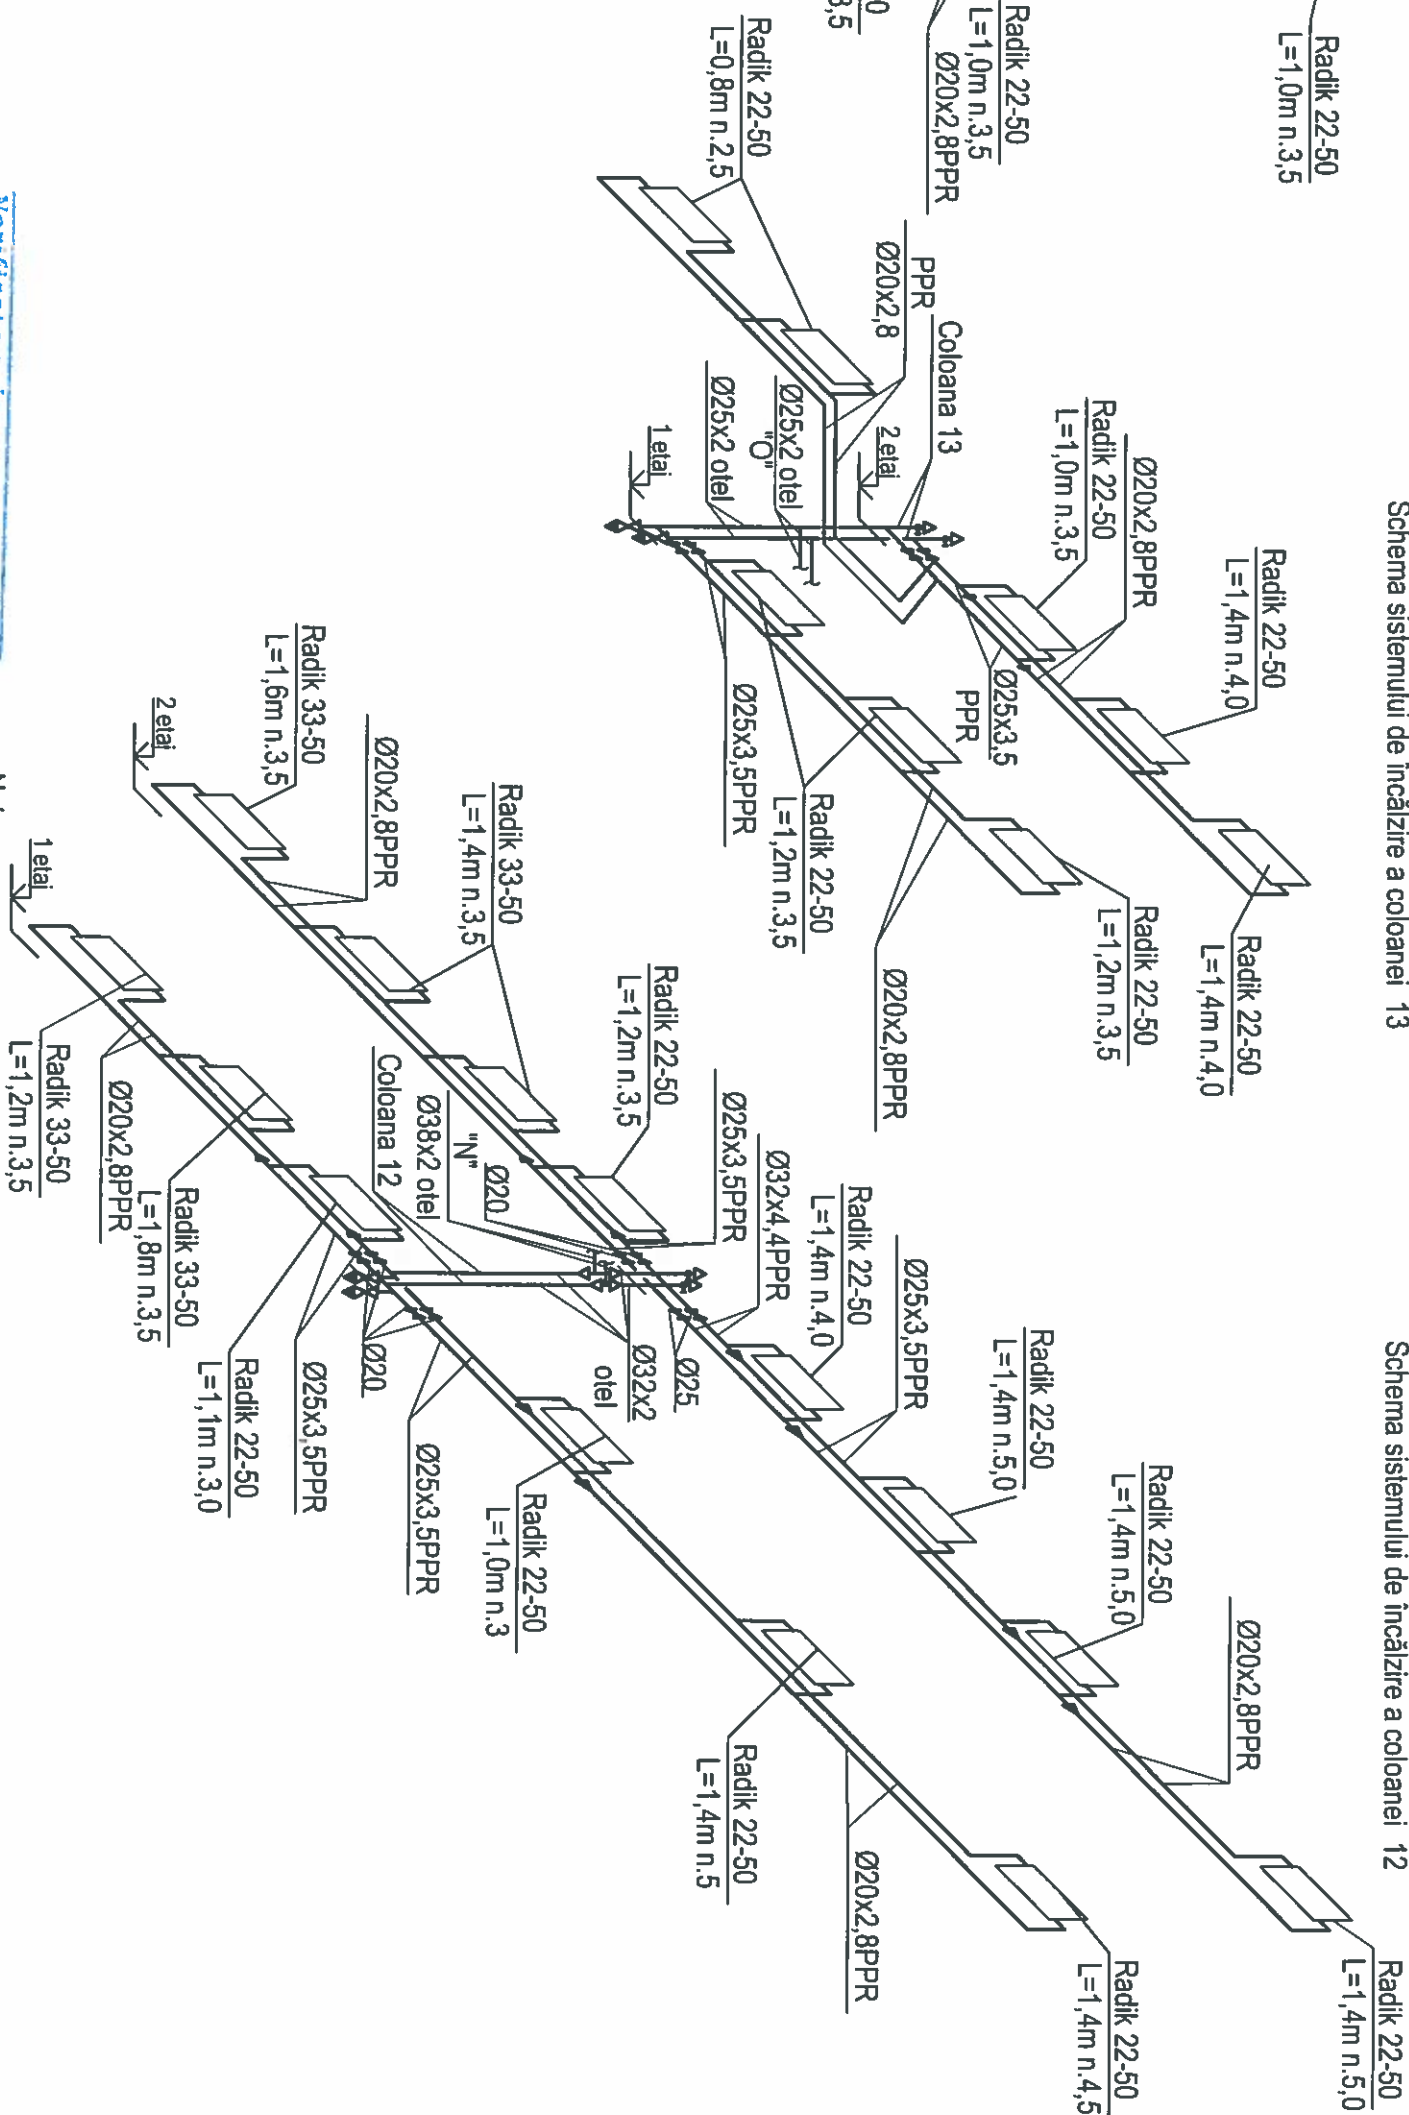 Schema sistemului de încălzire a coloanei 13
Schema sistemului de încălzire a coloanei 12
Radik 22-50
L=1,0m n.3,5
Radik 22-50
L=1,0m n.3,5
Ø20x2,8PPR
Radik 22-50
L=0,8m n.2,5
PPR
Ø20x2,8
Coloana 13
2 etaj
Ø25x2 otel
"O"
Ø25x2 otel
1 etaj
Radik 22-50
L=1,4m n.4,0
Ø20x2,8PPR
Radik 22-50
L=1,0m n.3,5
Ø25x3,5
PPR
Radik 22-50
L=1,4m n.4,0
Radik 22-50
L=1,2m n.3,5
Ø20x2,8PPR
Radik 22-50
L=1,2m n.3,5
Ø25x3,5PPR
Radik 33-50
L=1,6m n.3,5
2 etaj
Ø20x2,8PPR
Radik 33-50
L=1,4m n.3,5
1 etaj
Radik 22-50
L=1,2m n.3,5
Ø25x3,5PPR
Ø32x4,4PPR
Radik 22-50
L=1,4m n.4,0
Ø25x3,5PPR
Radik 22-50
L=1,4m n.5,0
Radik 22-50
L=1,4m n.5,0
Ø20x2,8PPR
Radik 22-50
L=1,4m n.5,0
Ø20
"N"
Ø38x2 otel
Coloana 12
Ø25
Ø32x2
otel
Ø20
Radik 33-50
L=1,2m n.3,5
Ø20x2,8PPR
Radik 33-50
L=1,8m n.3,5
Radik 22-50
L=1,1m n.3,0
Ø25x3,5PPR
Ø25x3,5PPR
Radik 22-50
L=1,0m n.3
Radik 22-50
L=1,4m n.5
Ø20x2,8PPR
Radik 22-50
L=1,4m n.4,5